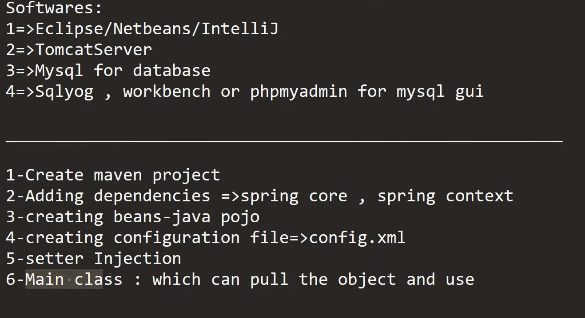 Softwares:
1=>Eclipse/Netbeans/IntelliJ
2=>TomcatServer
3=>Mysql for database
4=>Sqlyog , workbench or phpmyadmin for mysql gui
1-Create maven project
2-Adding dependencies =>spring core , spring context
3-creating beans-java pojo
4-creating configuration file=>config.xml
5-setter Injection
6-Main class : which can pull the object and use